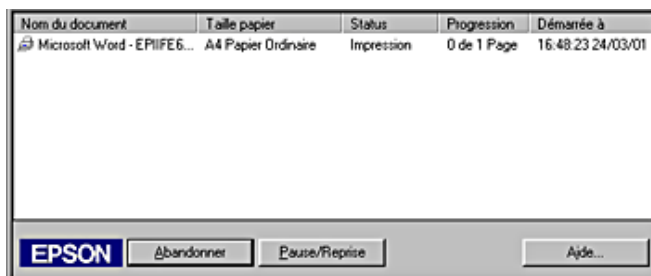 Nom du document Taille papier Status Progression Démarrée à
Microsoft Word - EPIIFE6... A4 Papier Ordinaire Impression 0 de 1 Page 16:48:23 24/03/01
EPSON Abandonner Pause/Reprise Aide...